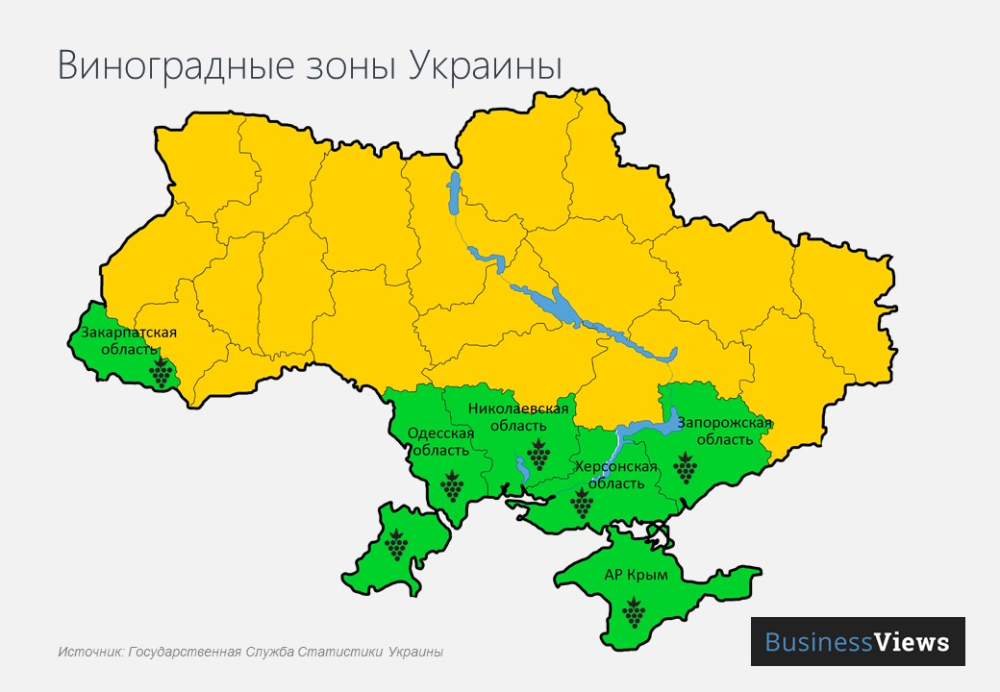 Виноградные зоны Украины
Закарпатская
область
Николаевская
область
Одесская
область
Запорожская
область
Херсонская
область
АР Крым
Источник: Государственная Служба Статистики Украины
BusinessViews